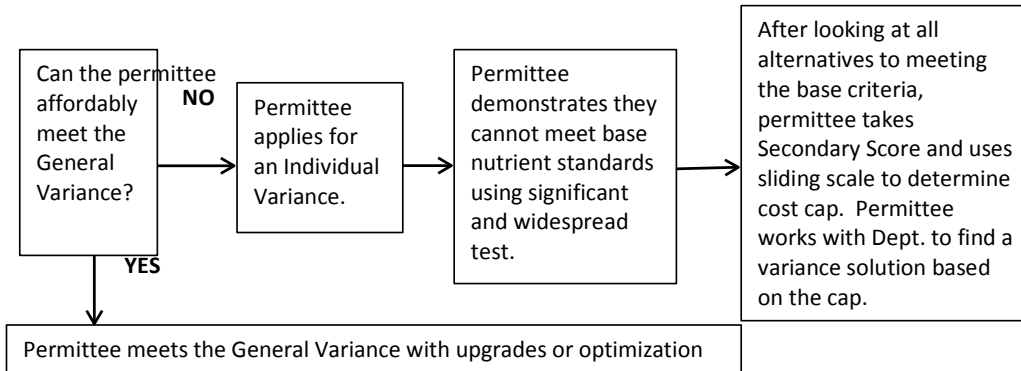 Can the permittee
affordably
meet the
General
Variance?
NO
YES
Permittee
applies for
an Individual
Variance.
Permittee
demonstrates they
cannot meet base
nutrient standards
using significant
and widespread
test.
After looking at all
alternatives to meeting
the base criteria,
permittee takes
Secondary Score and uses
sliding scale to determine
cost cap.  Permittee
works with Dept. to find a
variance solution based
on the cap.
Permittee meets the General Variance with upgrades or optimization